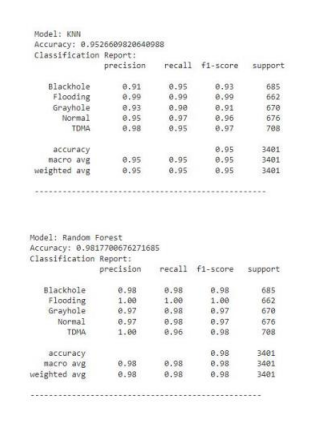 Model: KNN
Accuracy: 0.9526609820640988
Classification Report:
precision recall f1-score support
Blackhole 0.91 0.95 0.93 685
Flooding 0.99 0.99 0.99 662
Grayhole 0.93 0.90 0.91 670
Normal 0.95 0.97 0.96 676
TDMA 0.98 0.95 0.97 708
accuracy 0.95 3401
macro avg 0.95 0.95 0.95 3401
weighted avg 0.95 0.95 0.95 3401
--------------------------------------------------
Model: Random Forest
Accuracy: 0.9817700676271685
Classification Report:
precision recall f1-score support
Blackhole 0.98 0.98 0.98 685
Flooding 1.00 1.00 1.00 662
Grayhole 0.97 0.98 0.97 670
Normal 0.97 0.98 0.97 676
TDMA 1.00 0.96 0.98 708
accuracy 0.98 3401
macro avg 0.98 0.98 0.98 3401
weighted avg 0.98 0.98 0.98 3401
--------------------------------------------------